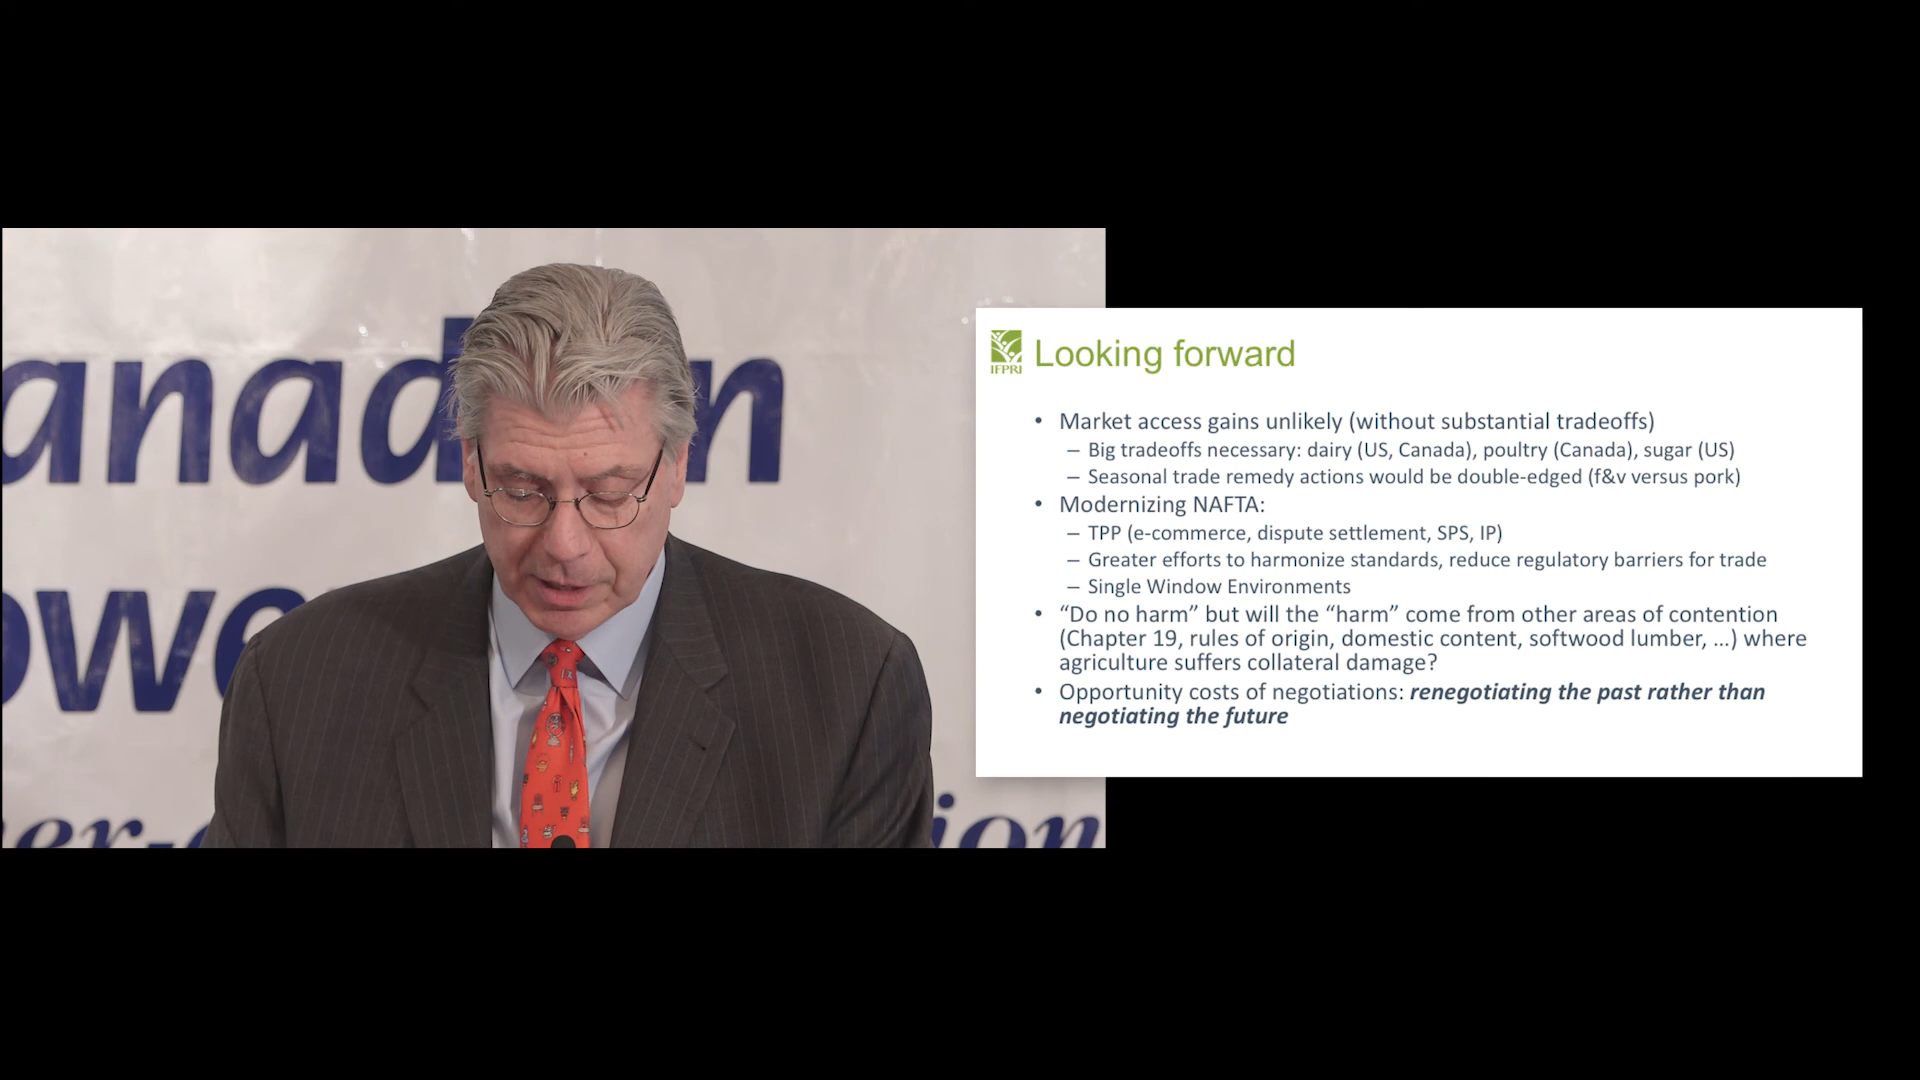 IFPRI
Looking forward
• Market access gains unlikely (without substantial tradeoffs)
– Big tradeoffs necessary: dairy (US, Canada), poultry (Canada), sugar (US)
– Seasonal trade remedy actions would be double-edged (f&v versus pork)
• Modernizing NAFTA:
– TPP (e-commerce, dispute settlement, SPS, IP)
– Greater efforts to harmonize standards, reduce regulatory barriers for trade
– Single Window Environments
• “Do no harm” but will the “harm” come from other areas of contention
(Chapter 19, rules of origin, domestic content, softwood lumber, …) where
agriculture suffers collateral damage?
• Opportunity costs of negotiations: renegotiating the past rather than
negotiating the future